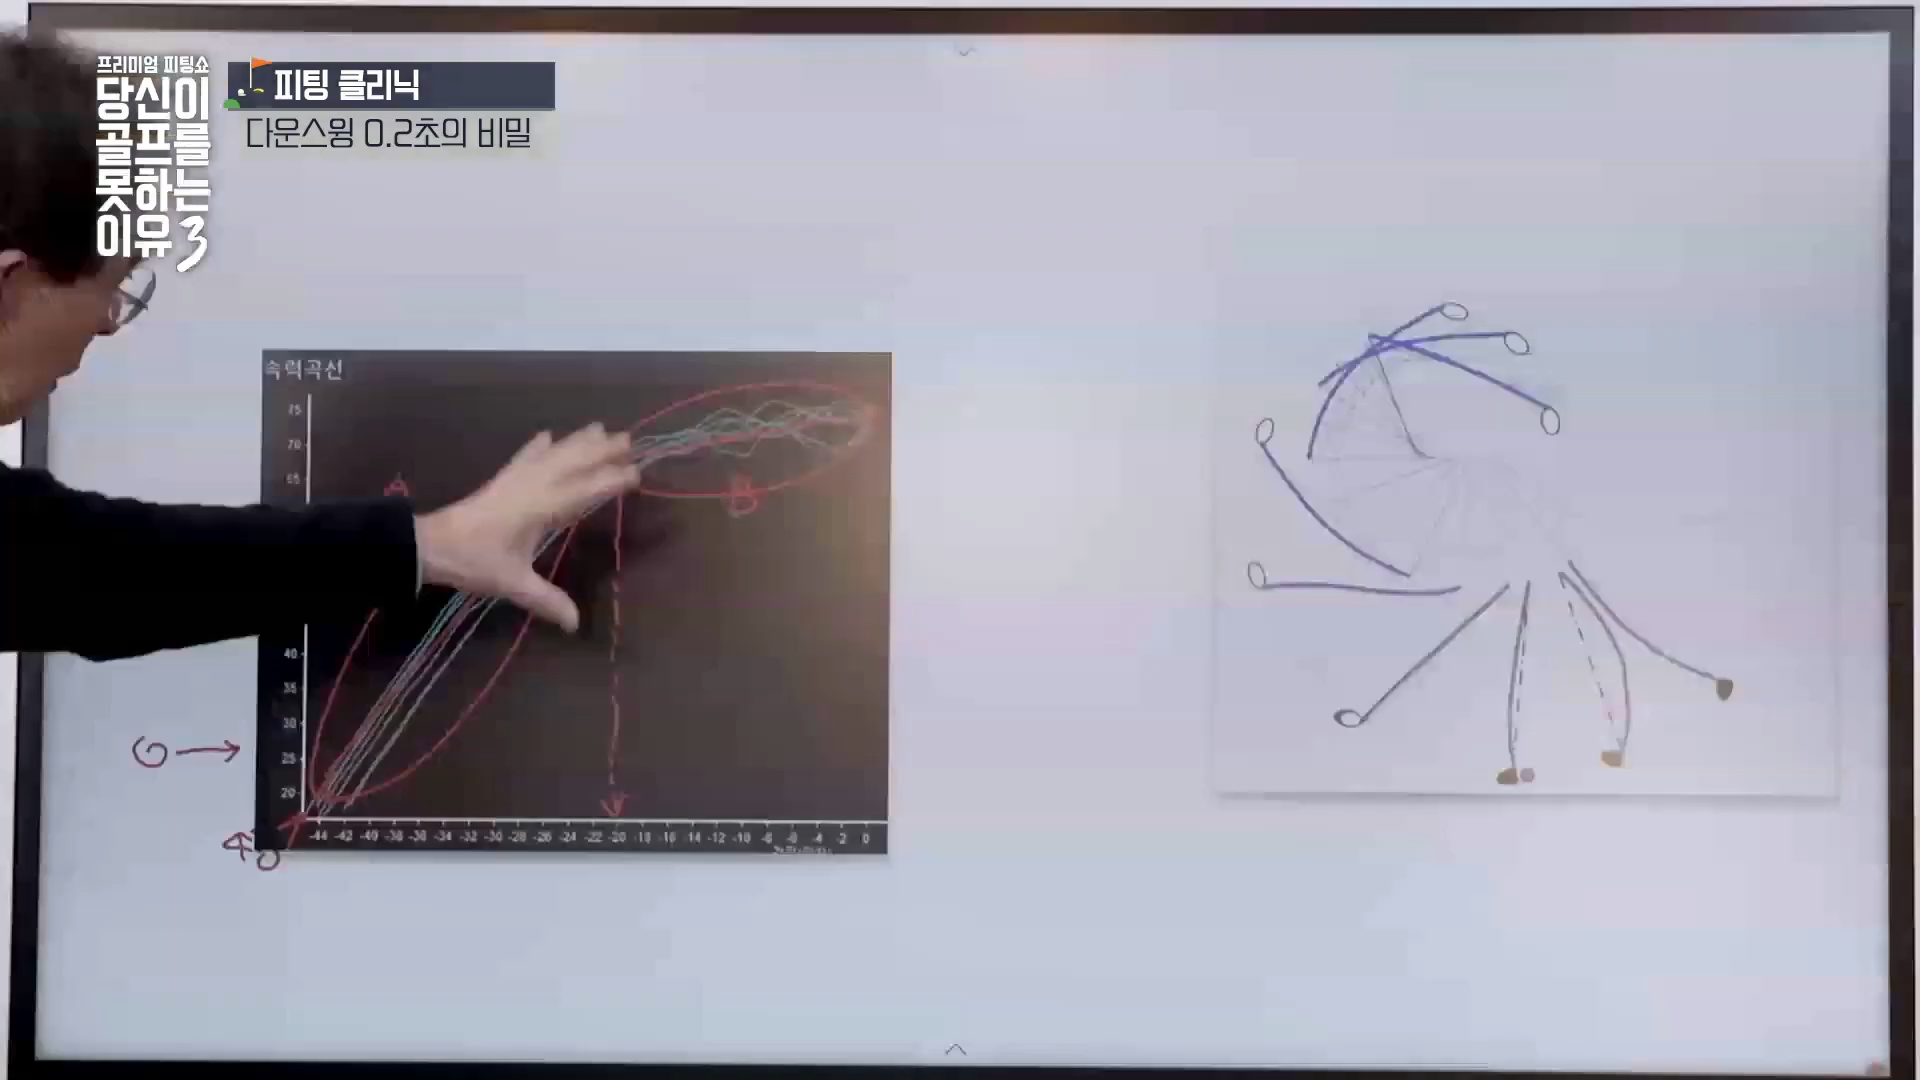 프리미엄 피팅쇼
당신이
골프를
못하는
이유3
피팅 클리닉
다운스윙 0.2초의 비밀
속력곡선
75
70
65
A
B
40
35
30
25
20
-44 -42 -40 -38 -36 -34 -32 -30 -28 -26 -24 -22 -20 -18 -16 -14 -12 -10 -8 -6 -4 -2 0
40